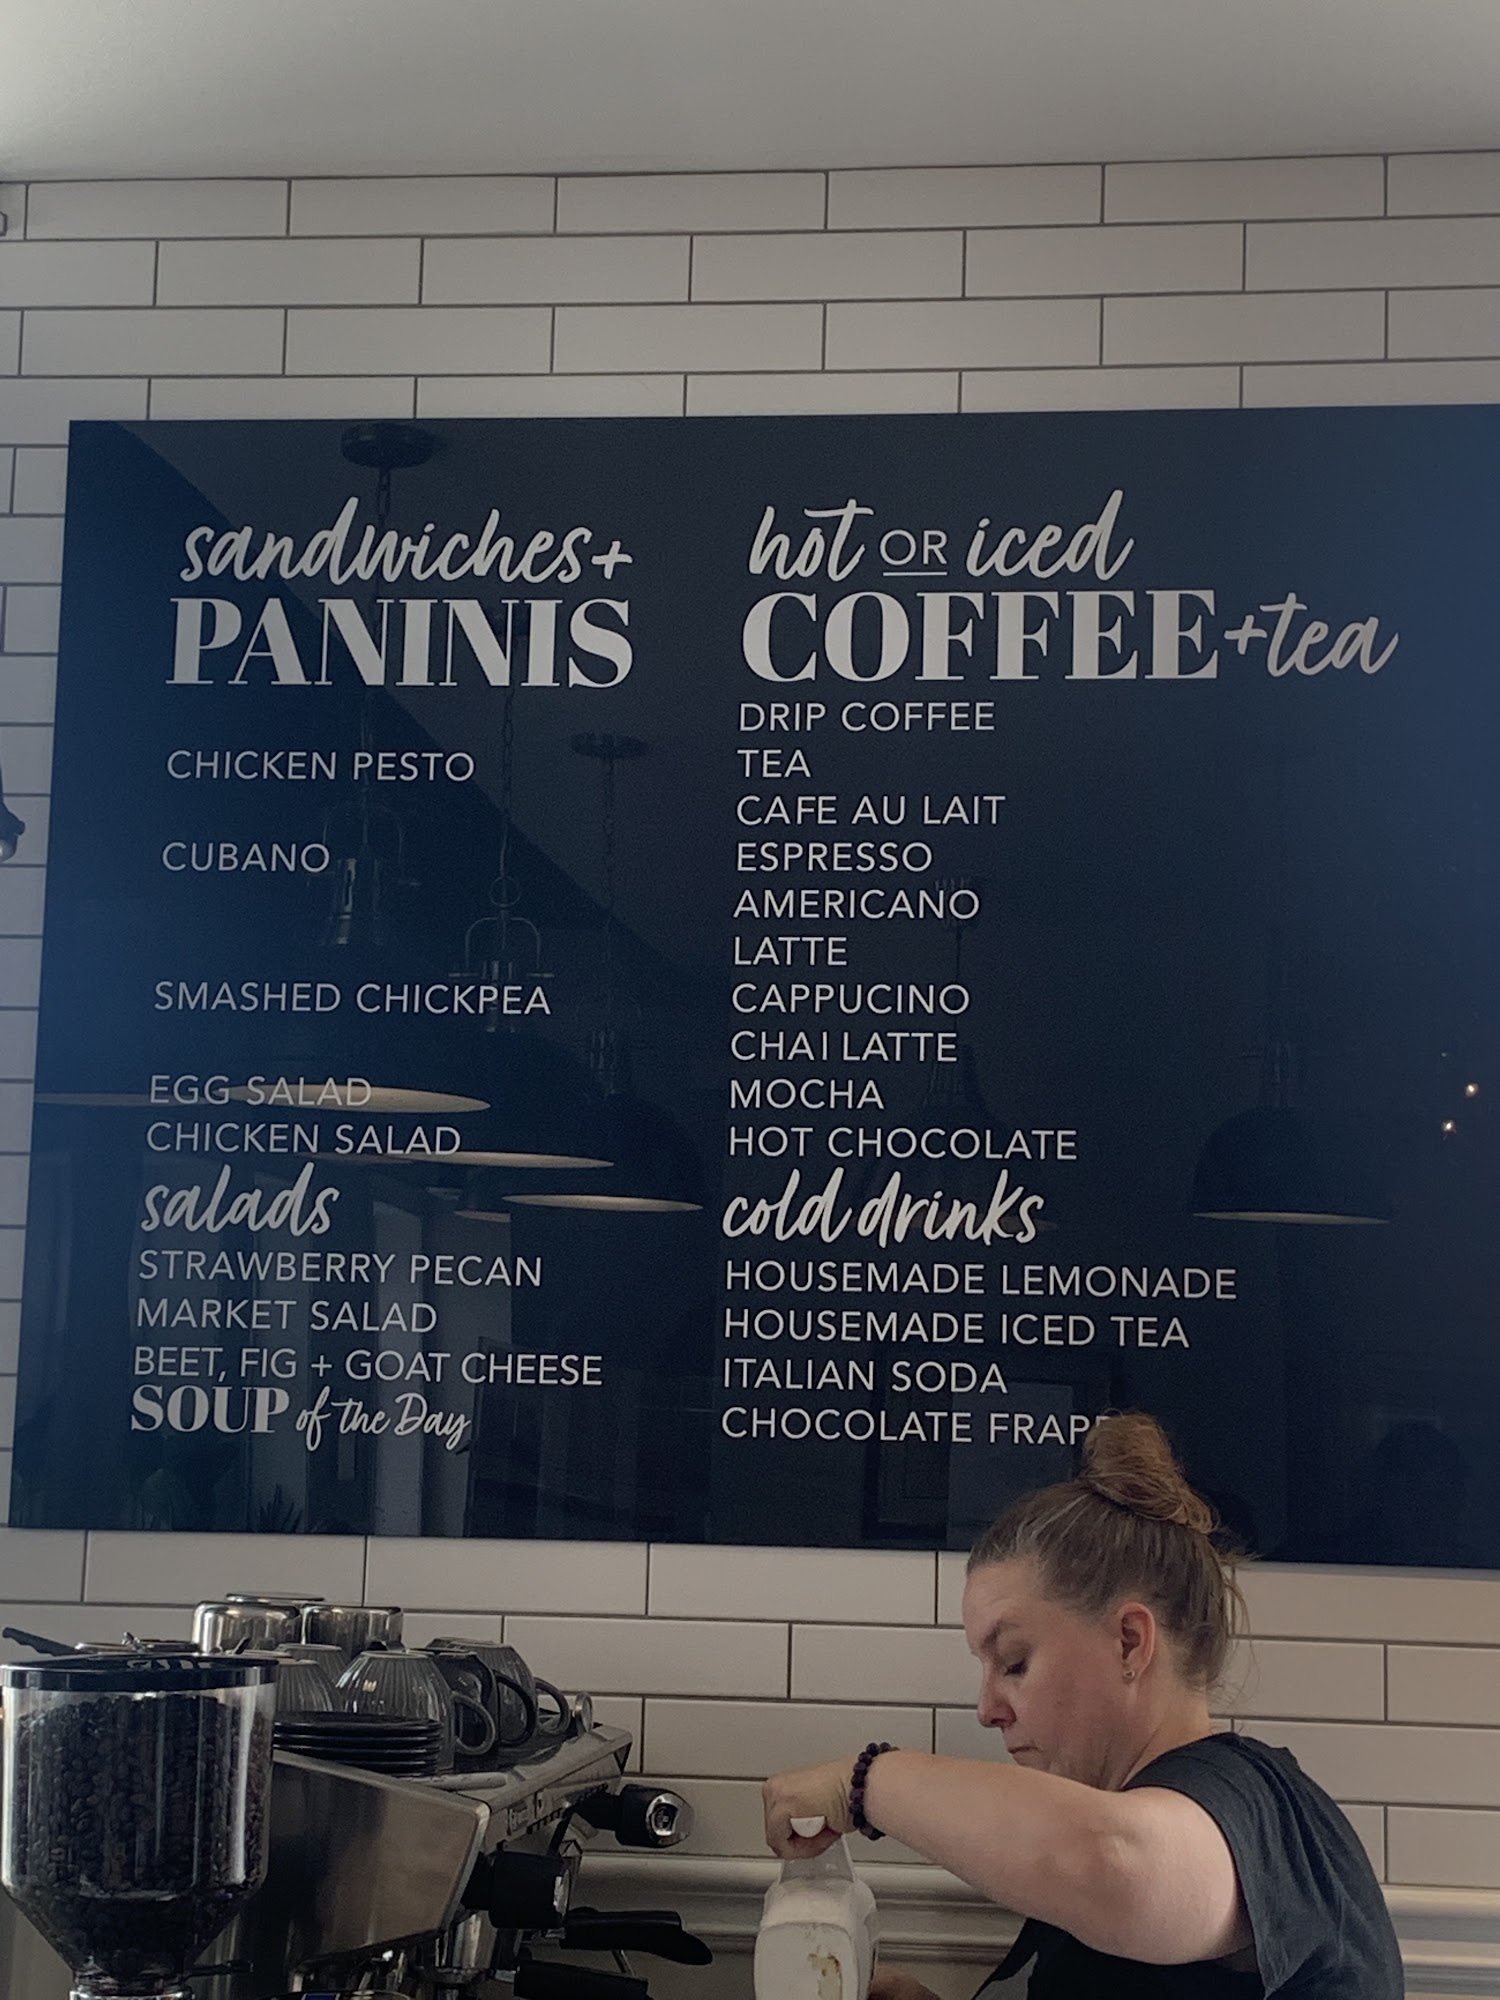 sandwiches+
PANINIS
CHICKEN PESTO
CUBANO
SMASHED CHICKPEA
EGG SALAD
CHICKEN SALAD
salads
STRAWBERRY PECAN
MARKET SALAD
BEET, FIG + GOAT CHEESE
SOUP of the Day
hot OR iced
COFFEE+tea
DRIP COFFEE
TEA
CAFE AU LAIT
ESPRESSO
AMERICANO
LATTE
CAPPUCINO
CHAI LATTE
MOCHA
HOT CHOCOLATE
cold drinks
HOUSEMADE LEMONADE
HOUSEMADE ICED TEA
ITALIAN SODA
CHOCOLATE